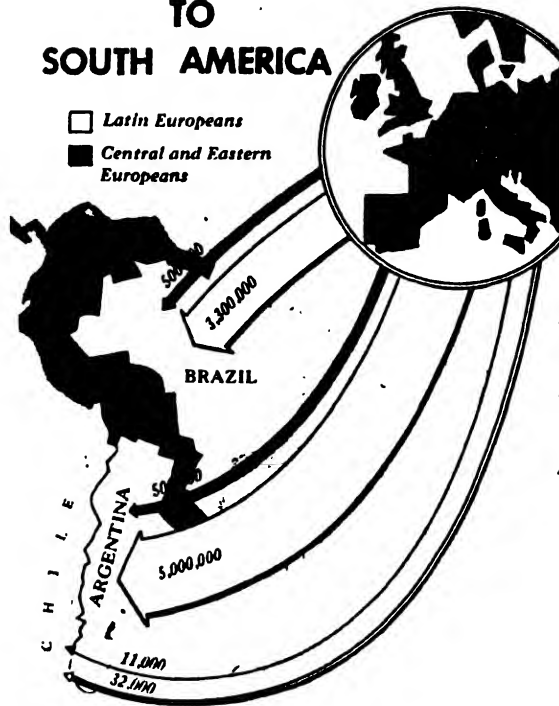 TO
SOUTH AMERICA
Latin Europeans
Central and Eastern
Europeans
3,300,000
BRAZIL
CHILE
ARGENTINA
5,000,000
11,000
32,000